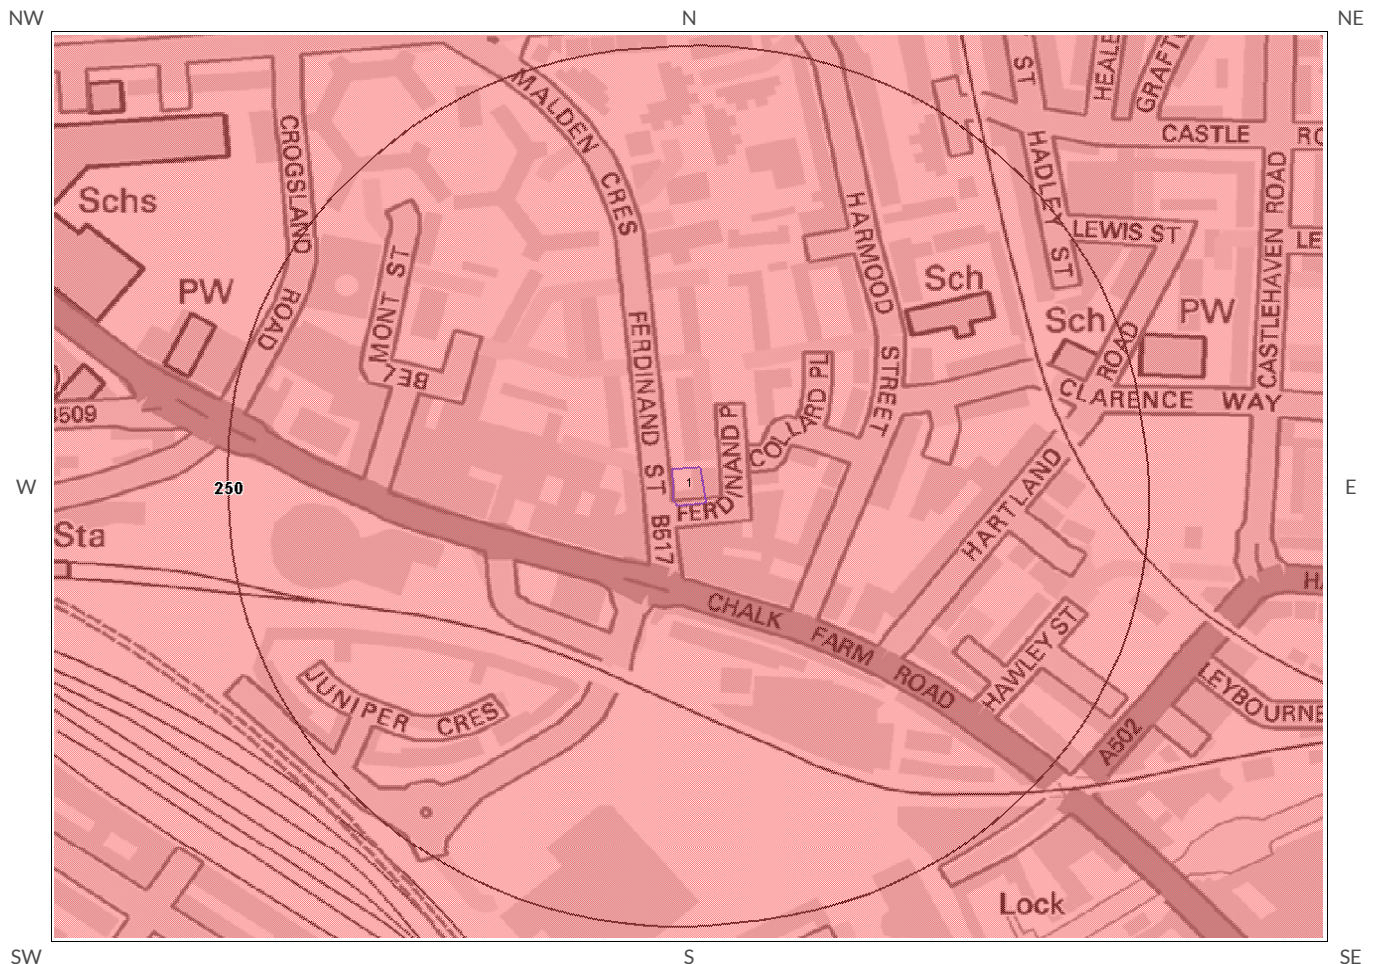 NW
N
NE
MALDEN
CRES
ST
HEALE
GRAFT
CASTLE
RO
CROGSLAND
ROAD
HADLEY
ST
CASTLEHAVEN ROAD
Schs
HARMOOD
STREET
LEWIS ST
LE
MONT ST
BEL
PW
Sch
Sch
PW
ROAD
FERDINAND ST
COLLARD PL
CLARENCE WAY
509
FERDINAND P
W
250
1
E
B517
HARTLAND
Sta
HA
CHALK FARM ROAD
HAWLEY ST
LEYBOURNE
JUNIPER CRES
A502
Lock
SW
S
SE